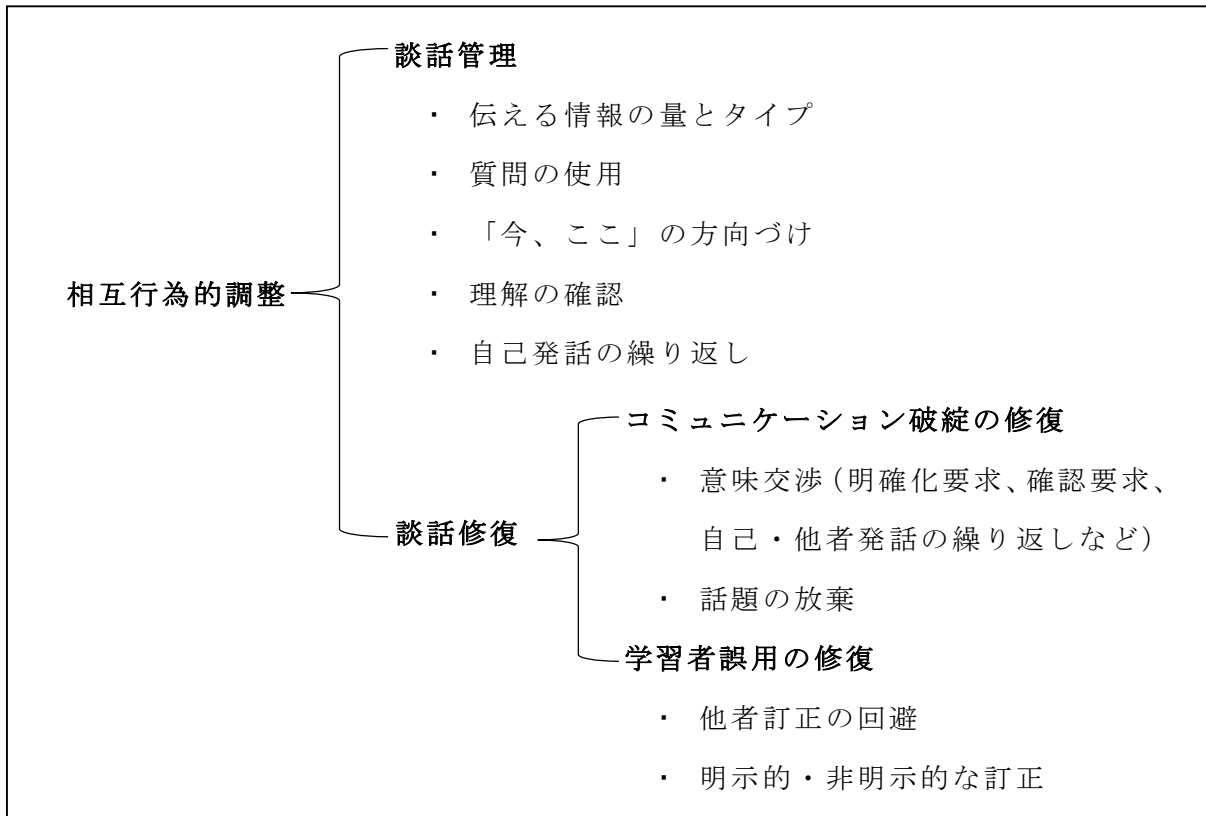 談話管理
・ 伝える情報の量とタイプ
・ 質問の使用
・ 「今、ここ」の方向づけ
相互行為的調整
・ 理解の確認
・ 自己発話の繰り返し
コミュニケーション破綻の修復
・ 意味交渉（明確化要求、確認要求、
自己・他者発話の繰り返しなど）
談話修復
・ 話題の放棄
学習者誤用の修復
・ 他者訂正の回避
・ 明示的・非明示的な訂正